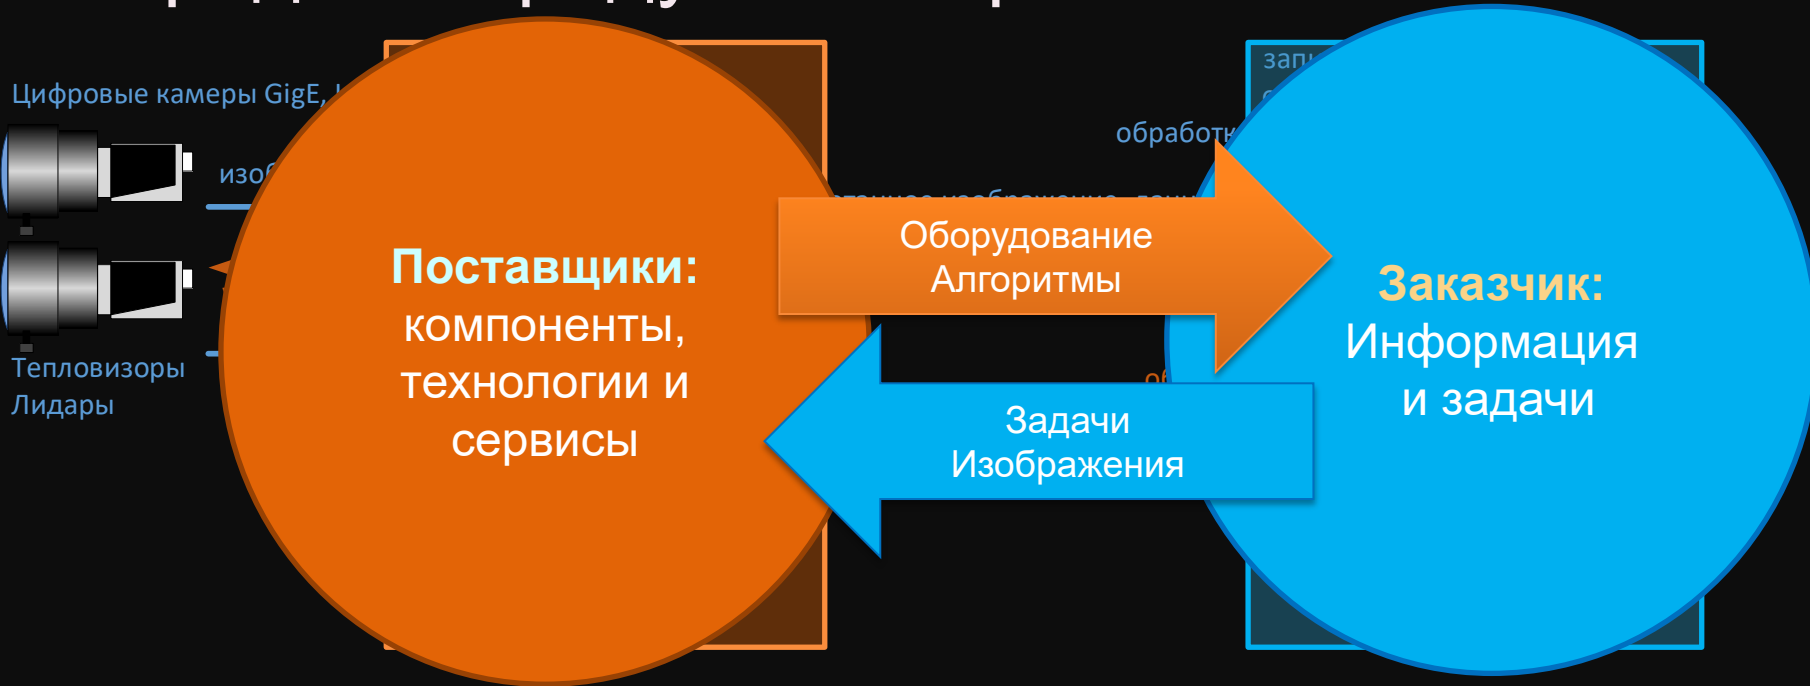 Цифровые камеры GigE,
Тепловизоры
Лидары
Поставщики:
компоненты,
технологии и
сервисы
Оборудование
Алгоритмы
Задачи
Изображения
Заказчик:
Информация
и задачи